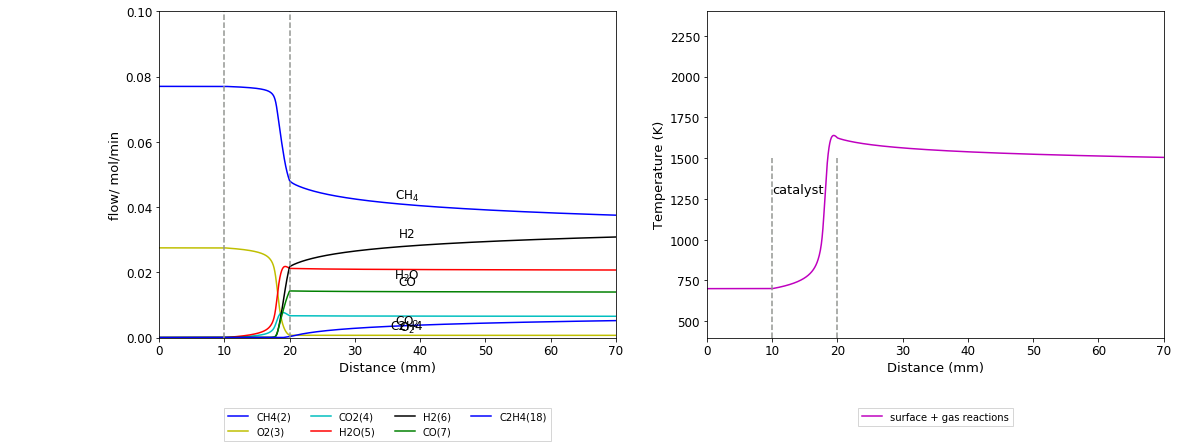 0.10
0.08
0.06
0.04
0.02
0.00
flow/ mol/min
CH₄
H2
H₂O
CO
CO₂
C2H4
O₂
0 10 20 30 40 50 60 70
Distance (mm)
CH4(2) CO2(4) H2(6) C2H4(18)
O2(3) H2O(5) CO(7)
2250
2000
1750
1500
1250
1000
750
500
Temperature (K)
catalyst
0 10 20 30 40 50 60 70
Distance (mm)
surface + gas reactions